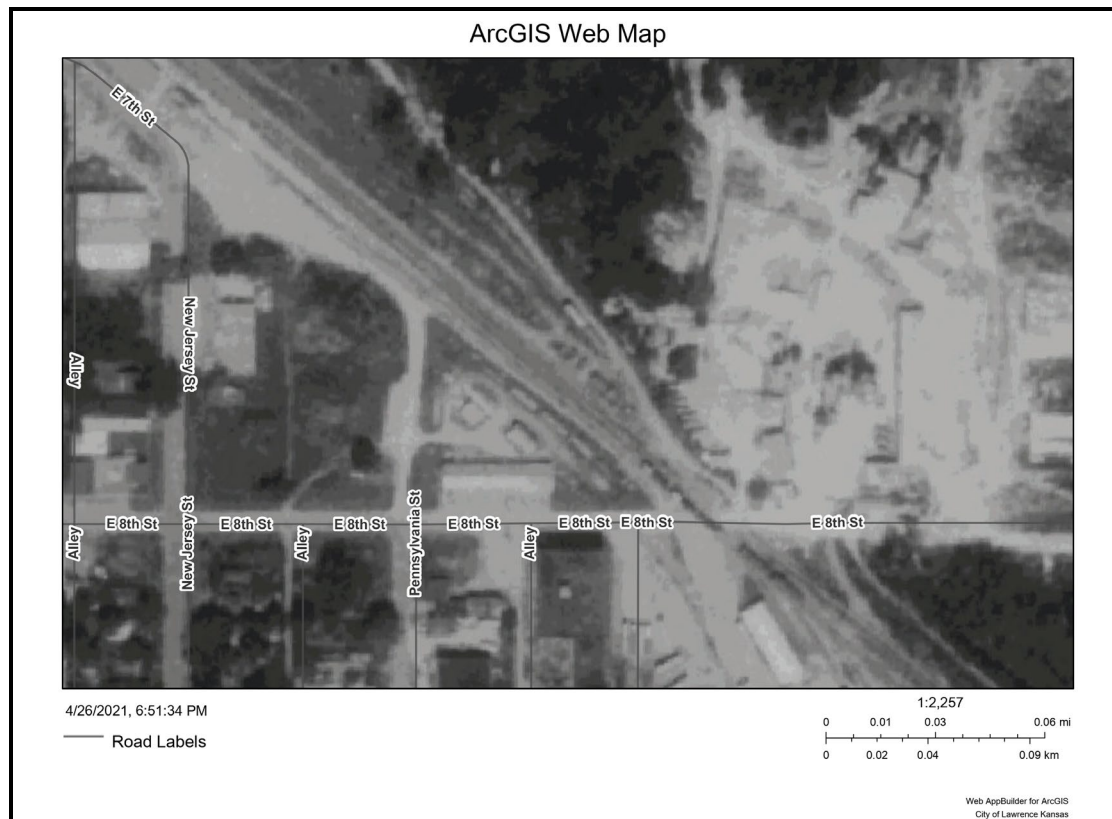 ArcGIS Web Map
E 7th St
New Jersey St
Alley
New Jersey St
Alley
E 8th St
E 8th St
Alley
E 8th St
Pennsylvania St
E 8th St
Alley
E 8th St
E 8th St
E 8th St
4/26/2021, 6:51:34 PM
Road Labels
1:2,257
0 0.01 0.03 0.06 mi
0 0.02 0.04 0.09 km
Web AppBuilder for ArcGIS
City of Lawrence Kansas